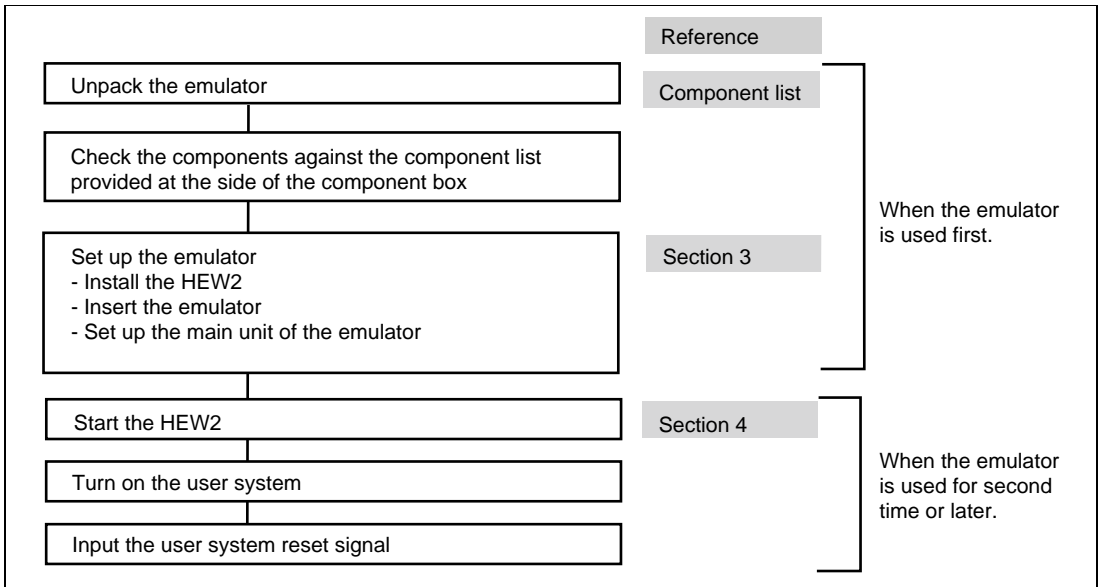 Reference
Unpack the emulator
Component list
Check the components against the component list
provided at the side of the component box
When the emulator
is used first.
Set up the emulator
- Install the HEW2
- Insert the emulator
- Set up the main unit of the emulator
Section 3
Start the HEW2
Section 4
Turn on the user system
When the emulator
is used for second
time or later.
Input the user system reset signal